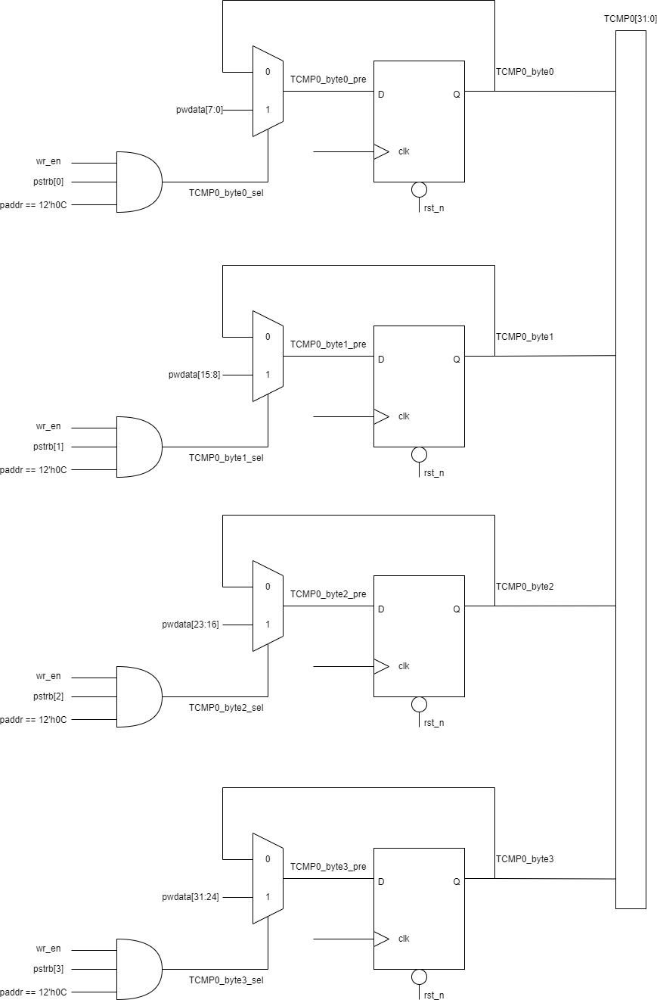 TCMP0[31:0]
0
TCMP0_byte0_pre
TCMP0_byte0
D
Q
pwdata[7:0]
1
clk
wr_en
pstrb[0]
TCMP0_byte0_sel
paddr == 12'h0C
rst_n
0
TCMP0_byte1_pre
TCMP0_byte1
D
Q
pwdata[15:8]
1
clk
wr_en
pstrb[1]
TCMP0_byte1_sel
paddr == 12'h0C
rst_n
0
TCMP0_byte2_pre
TCMP0_byte2
D
Q
pwdata[23:16]
1
clk
wr_en
pstrb[2]
TCMP0_byte2_sel
paddr == 12'h0C
rst_n
0
TCMP0_byte3_pre
TCMP0_byte3
D
Q
pwdata[31:24]
1
clk
wr_en
pstrb[3]
TCMP0_byte3_sel
paddr == 12'h0C
rst_n